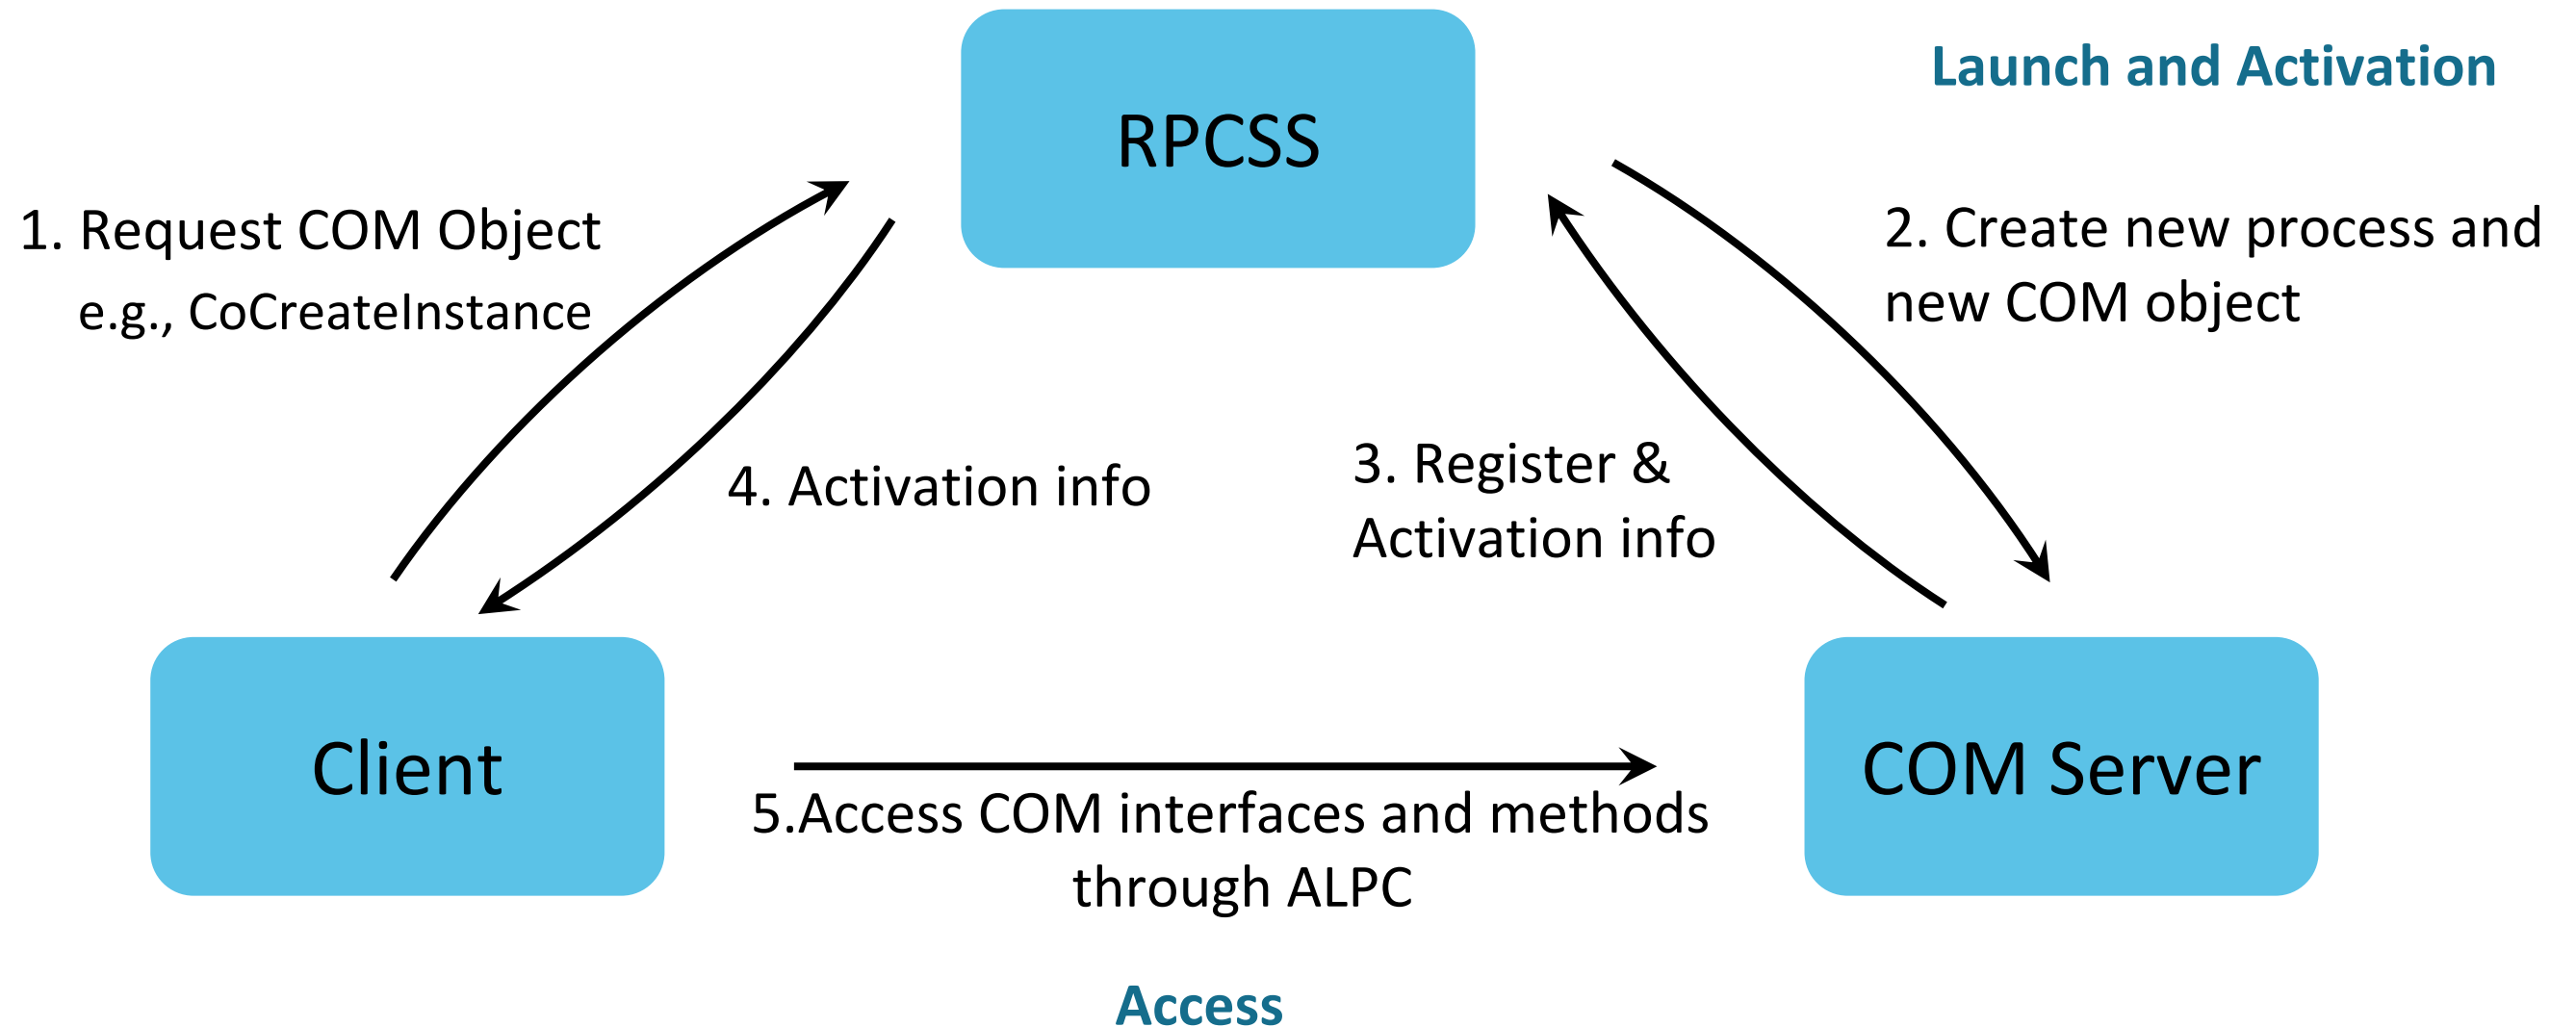 RPCSS
Launch and Activation
1. Request COM Object
e.g., CoCreateInstance
2. Create new process and
new COM object
4. Activation info
3. Register &
Activation info
Client
COM Server
5.Access COM interfaces and methods
through ALPC
Access